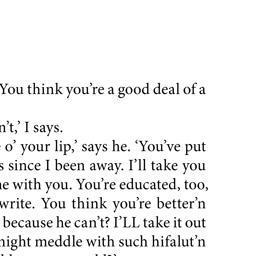 You think you’re a good deal of a
n’t,’ I says.
o’ your lip,’ says he. ‘You’ve put
s since I been away. I’ll take you
e with you. You’re educated, too,
write. You think you’re better’n
because he can’t? I’LL take it out
night meddle with such hifalut’n